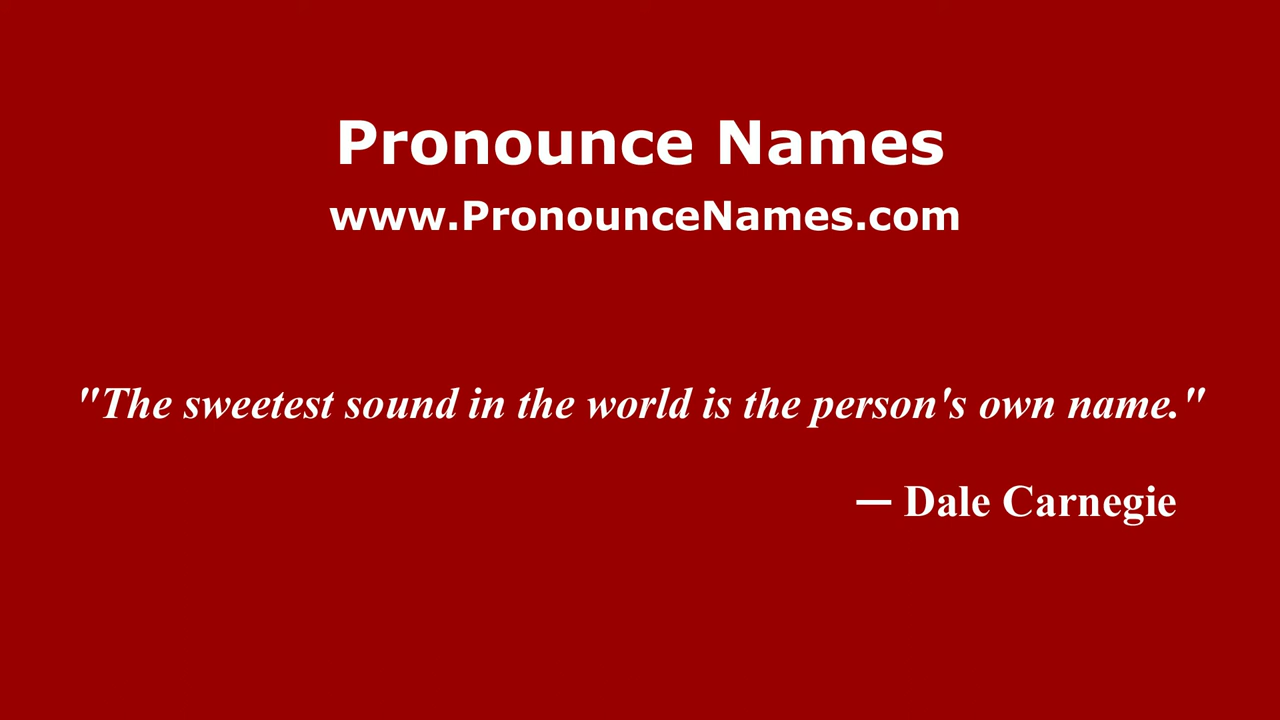 Pronounce Names
www.PronounceNames.com
"The sweetest sound in the world is the person's own name."
— Dale Carnegie